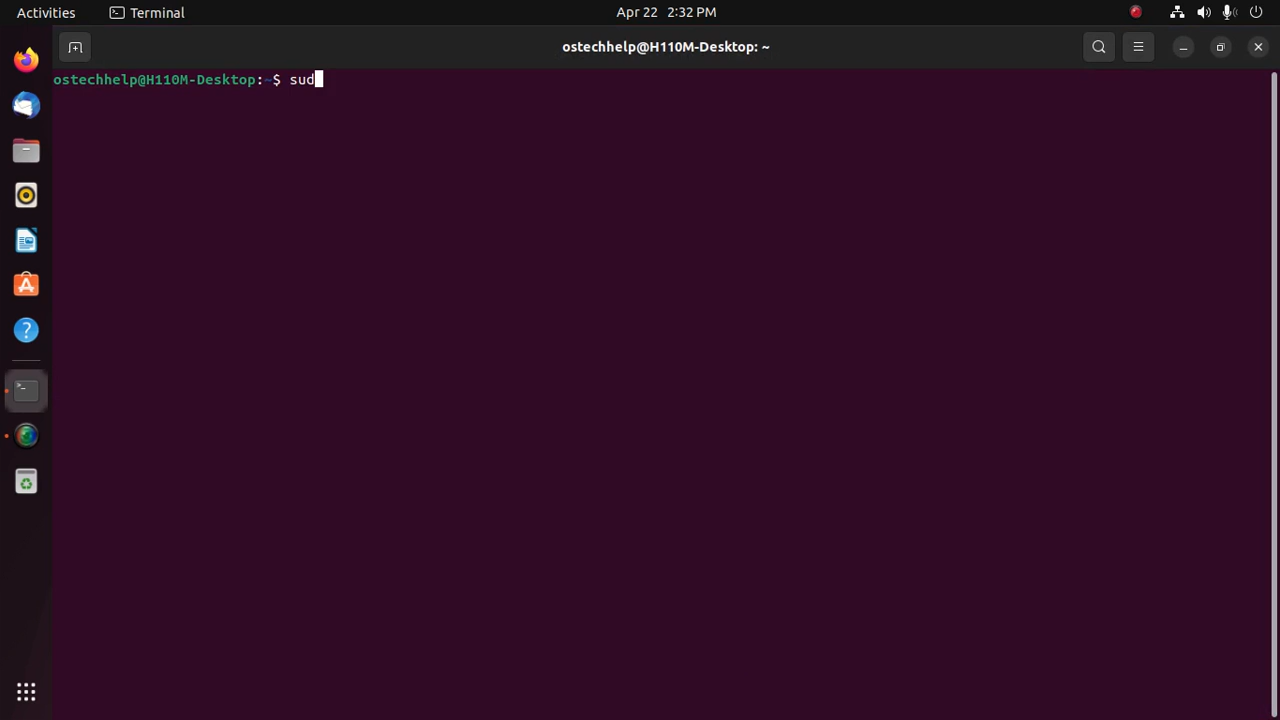 Activities
Terminal
Apr 22 2:32 PM
ostechhelp@H110M-Desktop: ~
ostechhelp@H110M-Desktop:~$ sud